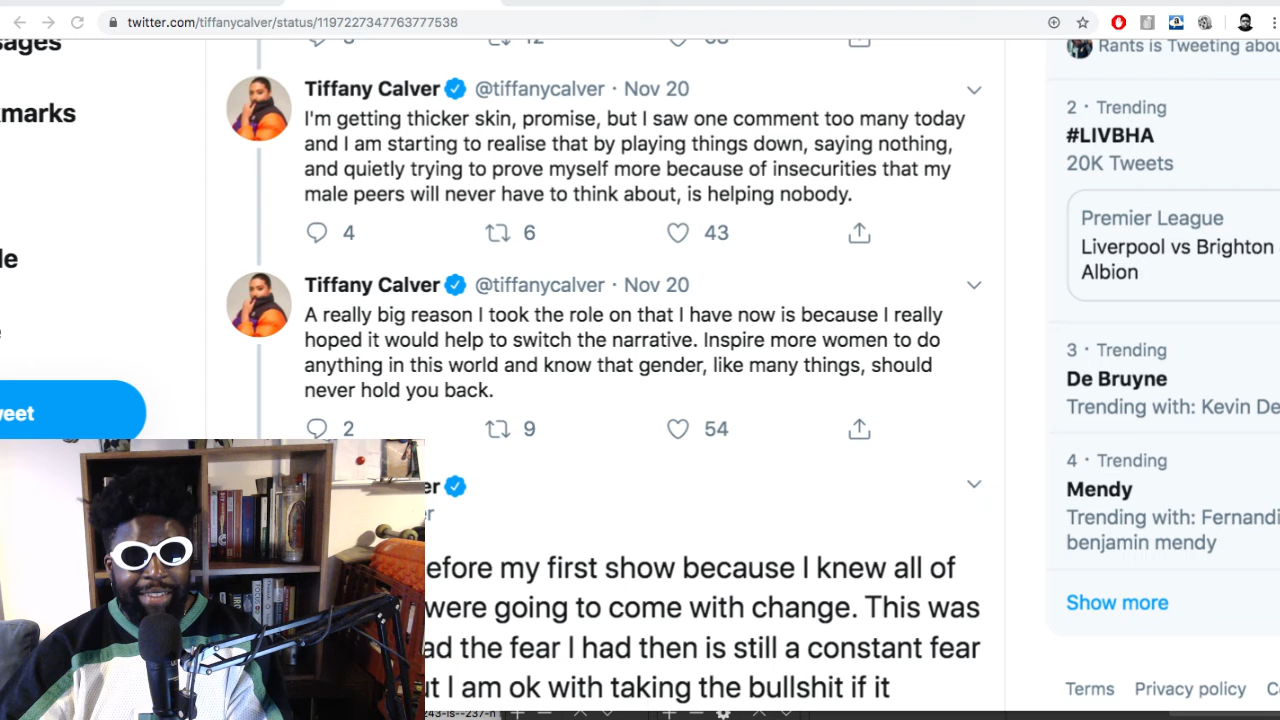 twitter.com/tiffanycalver/status/1197227347763777538
sages
kmarks
le
weet
12
Tiffany Calver @tiffanycalver · Nov 20
I'm getting thicker skin, promise, but I saw one comment too many today
and I am starting to realise that by playing things down, saying nothing,
and quietly trying to prove myself more because of insecurities that my
male peers will never have to think about, is helping nobody.
4 6 43
Tiffany Calver @tiffanycalver · Nov 20
A really big reason I took the role on that I have now is because I really
hoped it would help to switch the narrative. Inspire more women to do
anything in this world and know that gender, like many things, should
never hold you back.
2 9 54
er
er
efore my first show because I knew all of
were going to come with change. This was
ad the fear I had then is still a constant fear
ut I am ok with taking the bullshit if it
Rants is Tweeting abou
2 · Trending
#LIVBHA
20K Tweets
Premier League
Liverpool vs Brighton
Albion
3 · Trending
De Bruyne
Trending with: Kevin De
4 · Trending
Mendy
Trending with: Fernandi
benjamin mendy
Show more
Terms Privacy policy